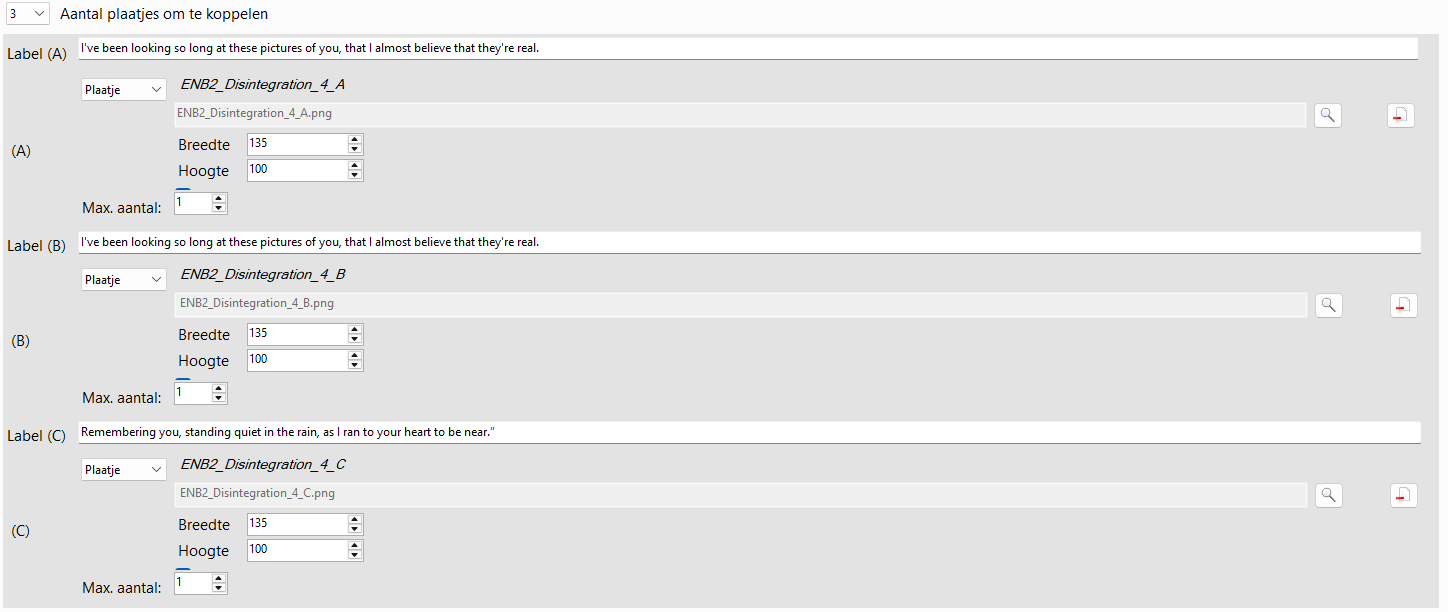 3 Aantal plaatjes om te koppelen
Label (A) I've been looking so long at these pictures of you, that I almost believe that they're real.
Plaatje ENB2_Disintegration_4_A
ENB2_Disintegration_4_A.png
(A)
Breedte 135
Hoogte 100
Max. aantal: 1
Label (B) I've been looking so long at these pictures of you, that I almost believe that they're real.
Plaatje ENB2_Disintegration_4_B
ENB2_Disintegration_4_B.png
(B)
Breedte 135
Hoogte 100
Max. aantal: 1
Label (C) Remembering you, standing quiet in the rain, as I ran to your heart to be near.“
Plaatje ENB2_Disintegration_4_C
ENB2_Disintegration_4_C.png
(C)
Breedte 135
Hoogte 100
Max. aantal: 1